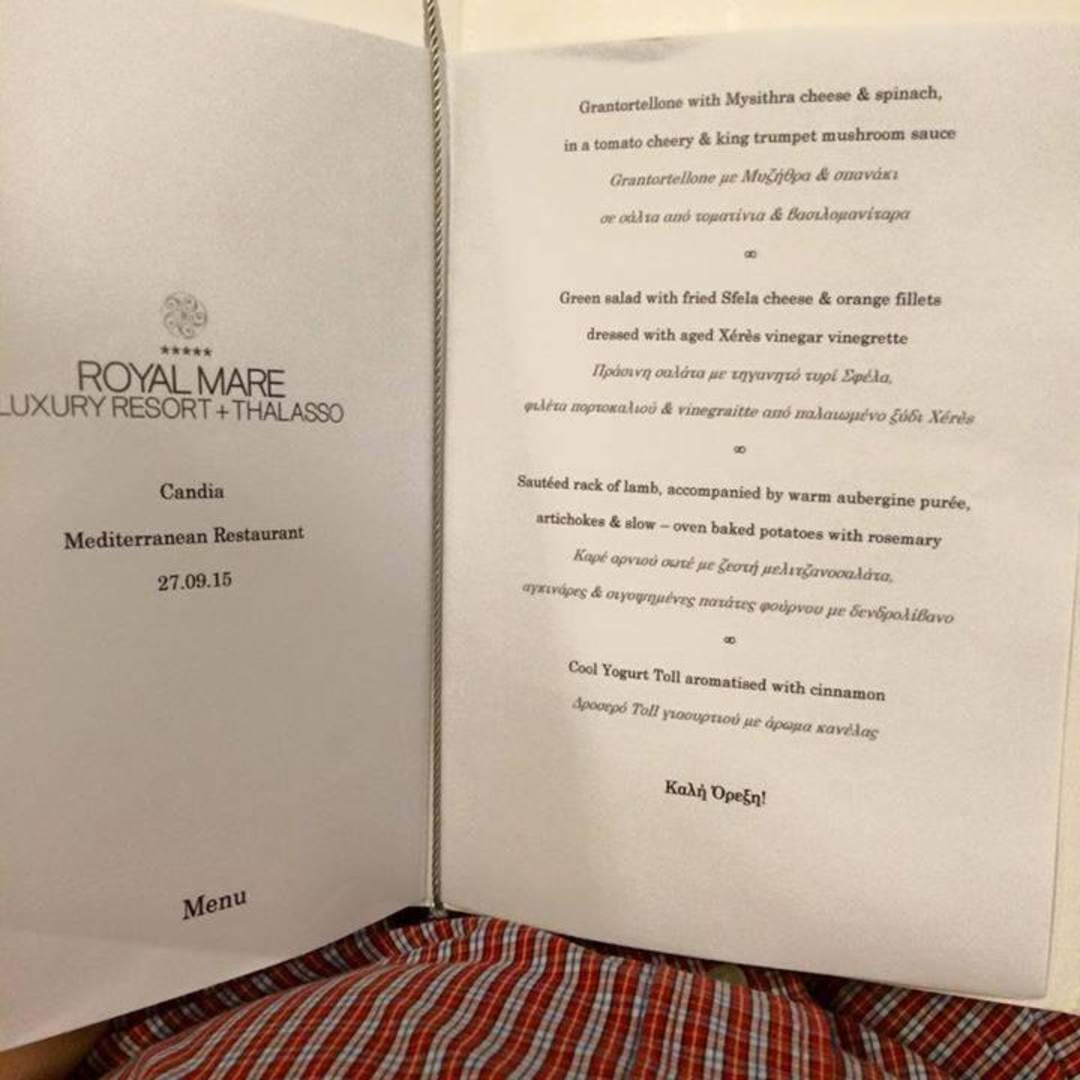 ★★★★★
ROYAL MARE
LUXURY RESORT + THALASSO
Candia
Mediterranean Restaurant
27.09.15
Menu
Grantortellone with Mysithra cheese & spinach,
in a tomato cheery & king trumpet mushroom sauce
Grantortellone με Μυζήθρα & σπανάκι
σε σάλτα από τοματίνια & βασιλομανίταρα
∞
Green salad with fried Sfela cheese & orange fillets
dressed with aged Xérès vinegar vinegrette
Πράσινη σαλάτα με τηγανητό τυρί Σφέλα,
φιλέτα πορτοκαλιού & vinegraitte από παλαιωμένο ξύδι Xérès
∞
Sautéed rack of lamb, accompanied by warm aubergine purée,
artichokes & slow – oven baked potatoes with rosemary
Καρέ αρνιού σωτέ με ζεστή μελιτζανοσαλάτα,
αγκινάρες & σιγοψημένες πατάτες φούρνου με δενδρολίβανο
∞
Cool Yogurt Toll aromatised with cinnamon
Δροσερό Toll γιαουρτιού με άρωμα κανέλας
Καλή Όρεξη!